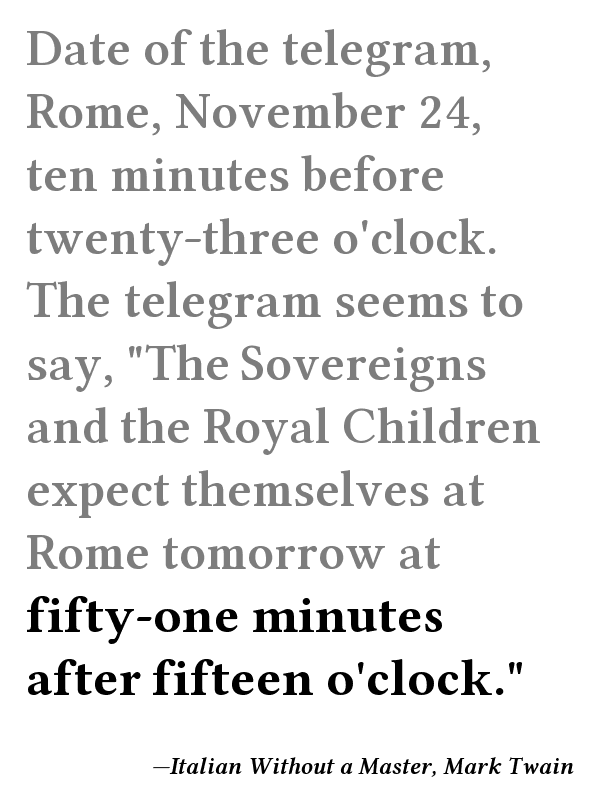 Date of the telegram,
Rome, November 24,
ten minutes before
twenty-three o'clock.
The telegram seems to
say, "The Sovereigns
and the Royal Children
expect themselves at
Rome tomorrow at
fifty-one minutes
after fifteen o'clock."
—Italian Without a Master, Mark Twain